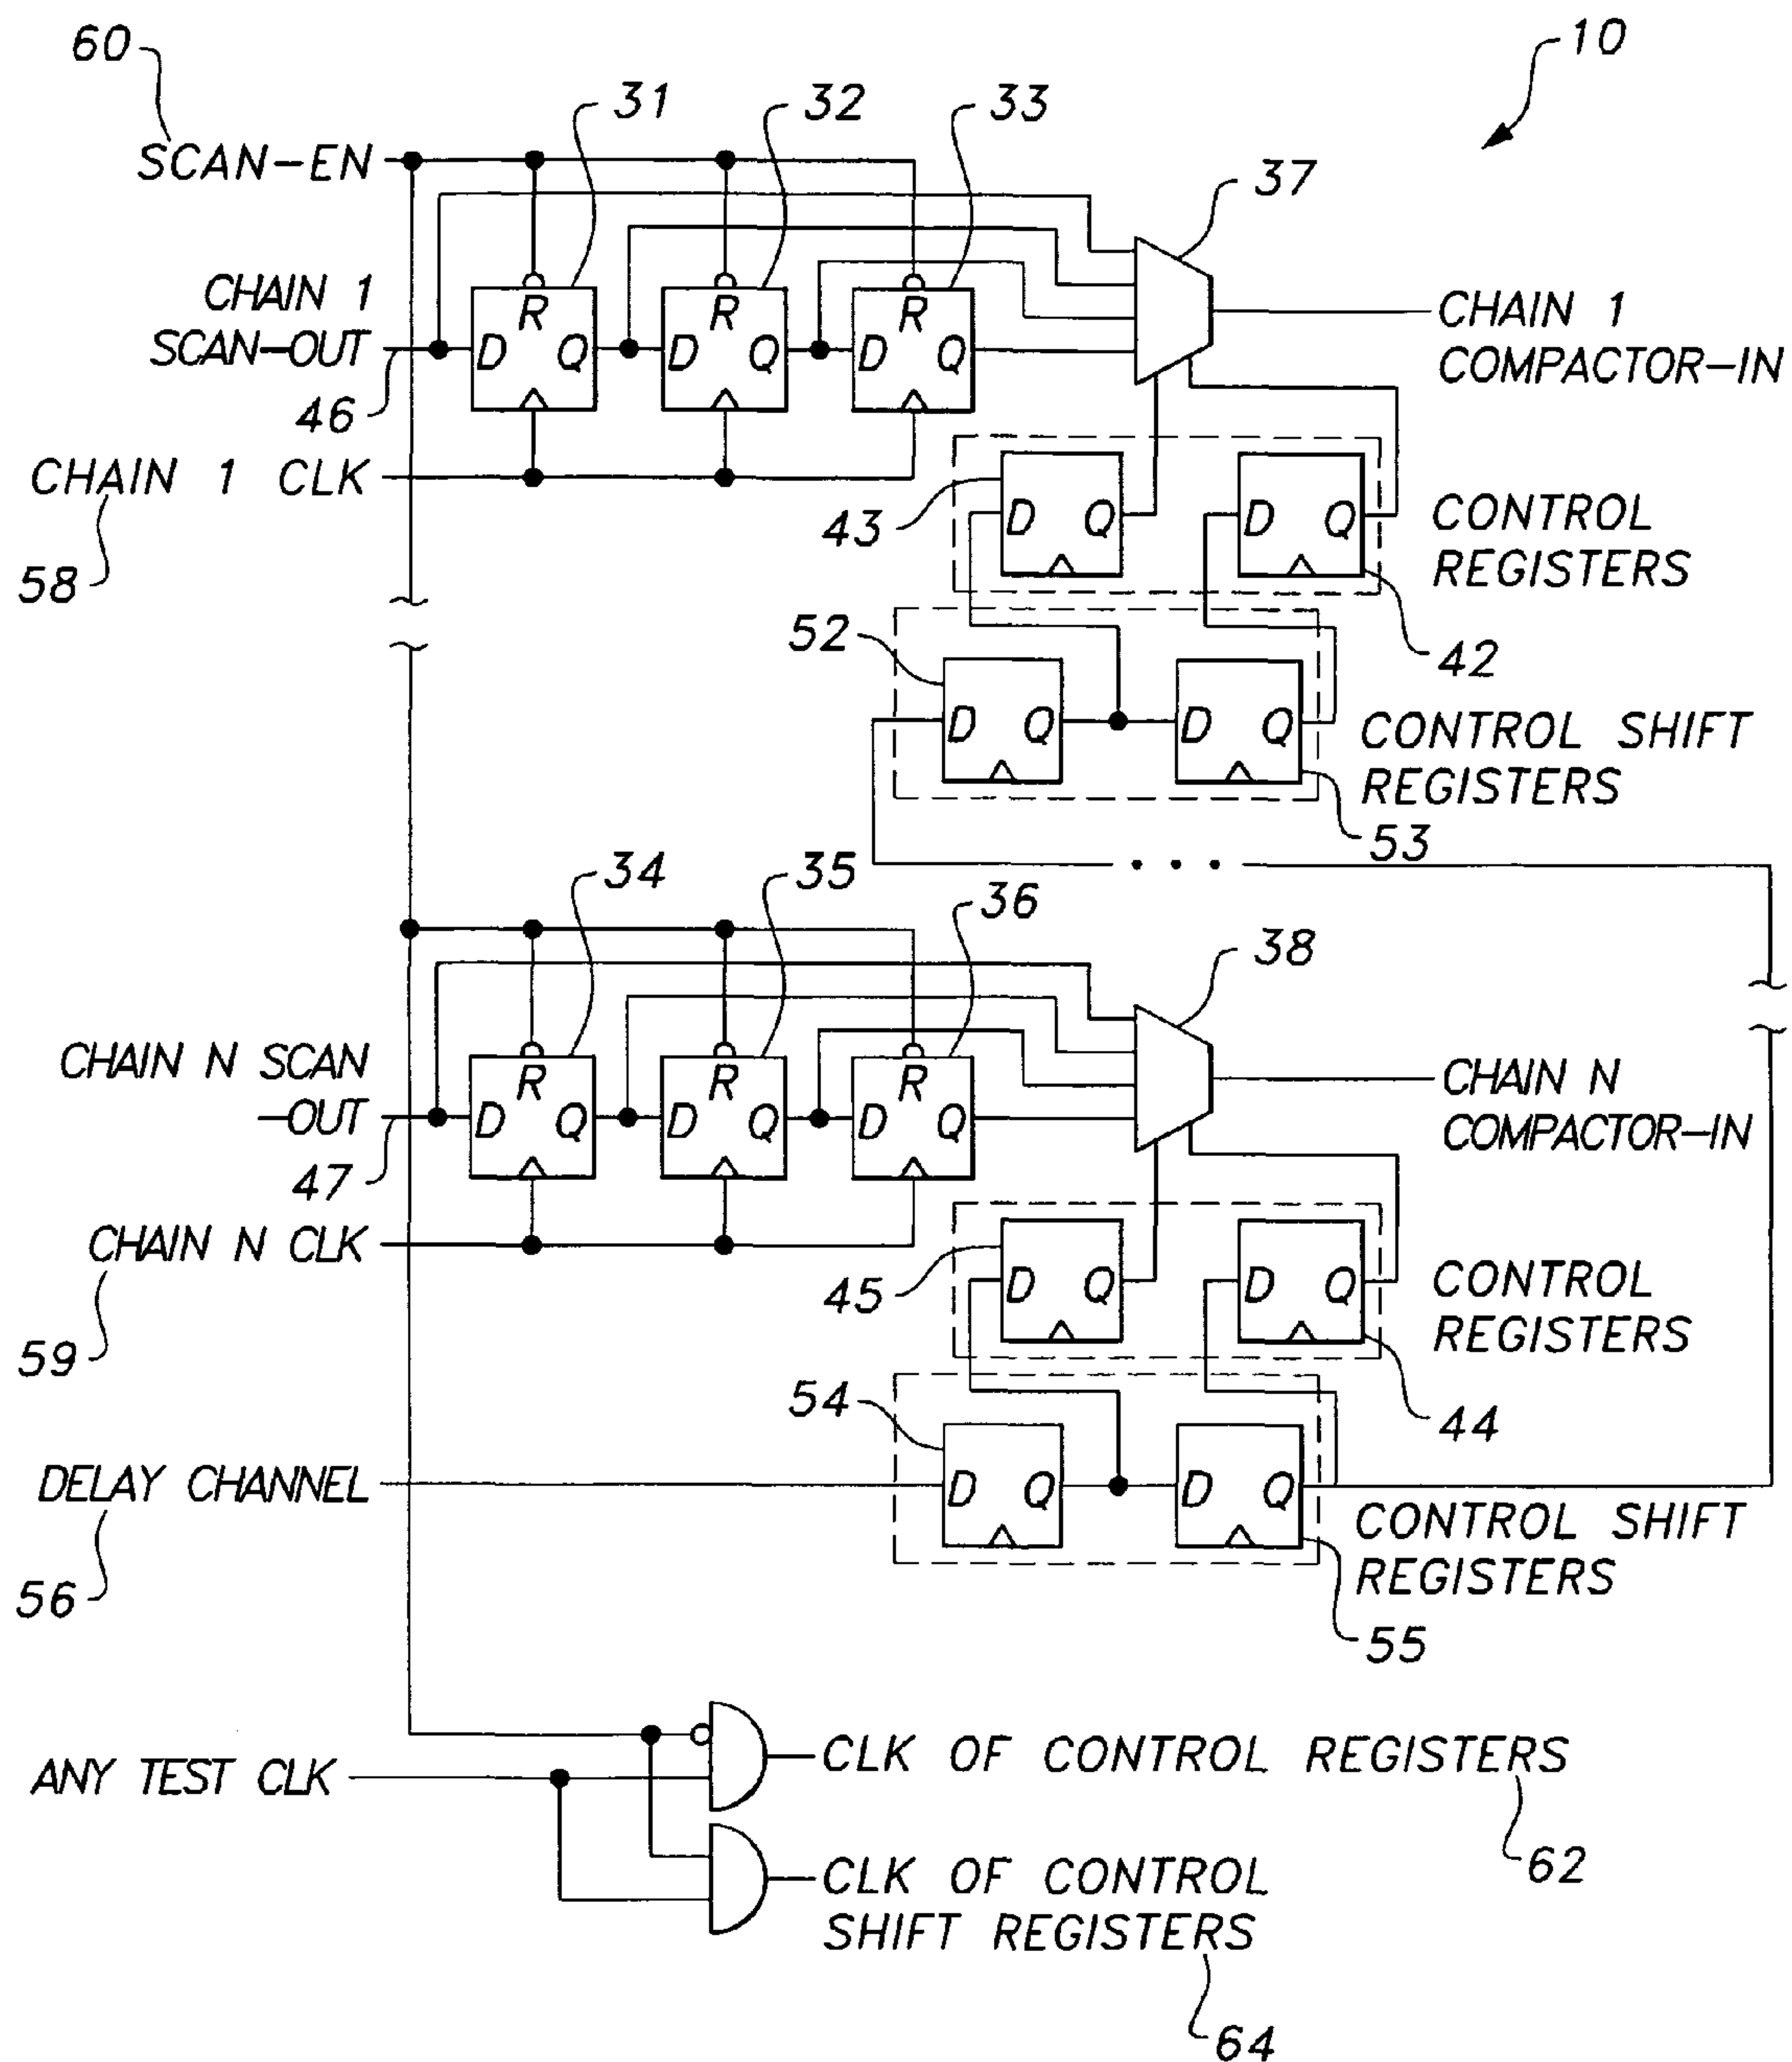 60
10
31
32
33
SCAN-EN
37
CHAIN 1
SCAN-OUT
R
R
R
D
Q
D
Q
D
Q
CHAIN 1
COMPACTOR-IN
46
CHAIN 1 CLK
58
43
D
Q
D
Q
CONTROL
REGISTERS
42
52
D
Q
D
Q
CONTROL SHIFT
REGISTERS
53
. . .
34
35
36
38
CHAIN N SCAN
-OUT
R
R
R
D
Q
D
Q
D
Q
CHAIN N
COMPACTOR-IN
47
CHAIN N CLK
59
45
D
Q
D
Q
CONTROL
REGISTERS
44
54
DELAY CHANNEL
56
D
Q
D
Q
CONTROL SHIFT
REGISTERS
55
ANY TEST CLK
CLK OF CONTROL REGISTERS
62
CLK OF CONTROL
SHIFT REGISTERS
64